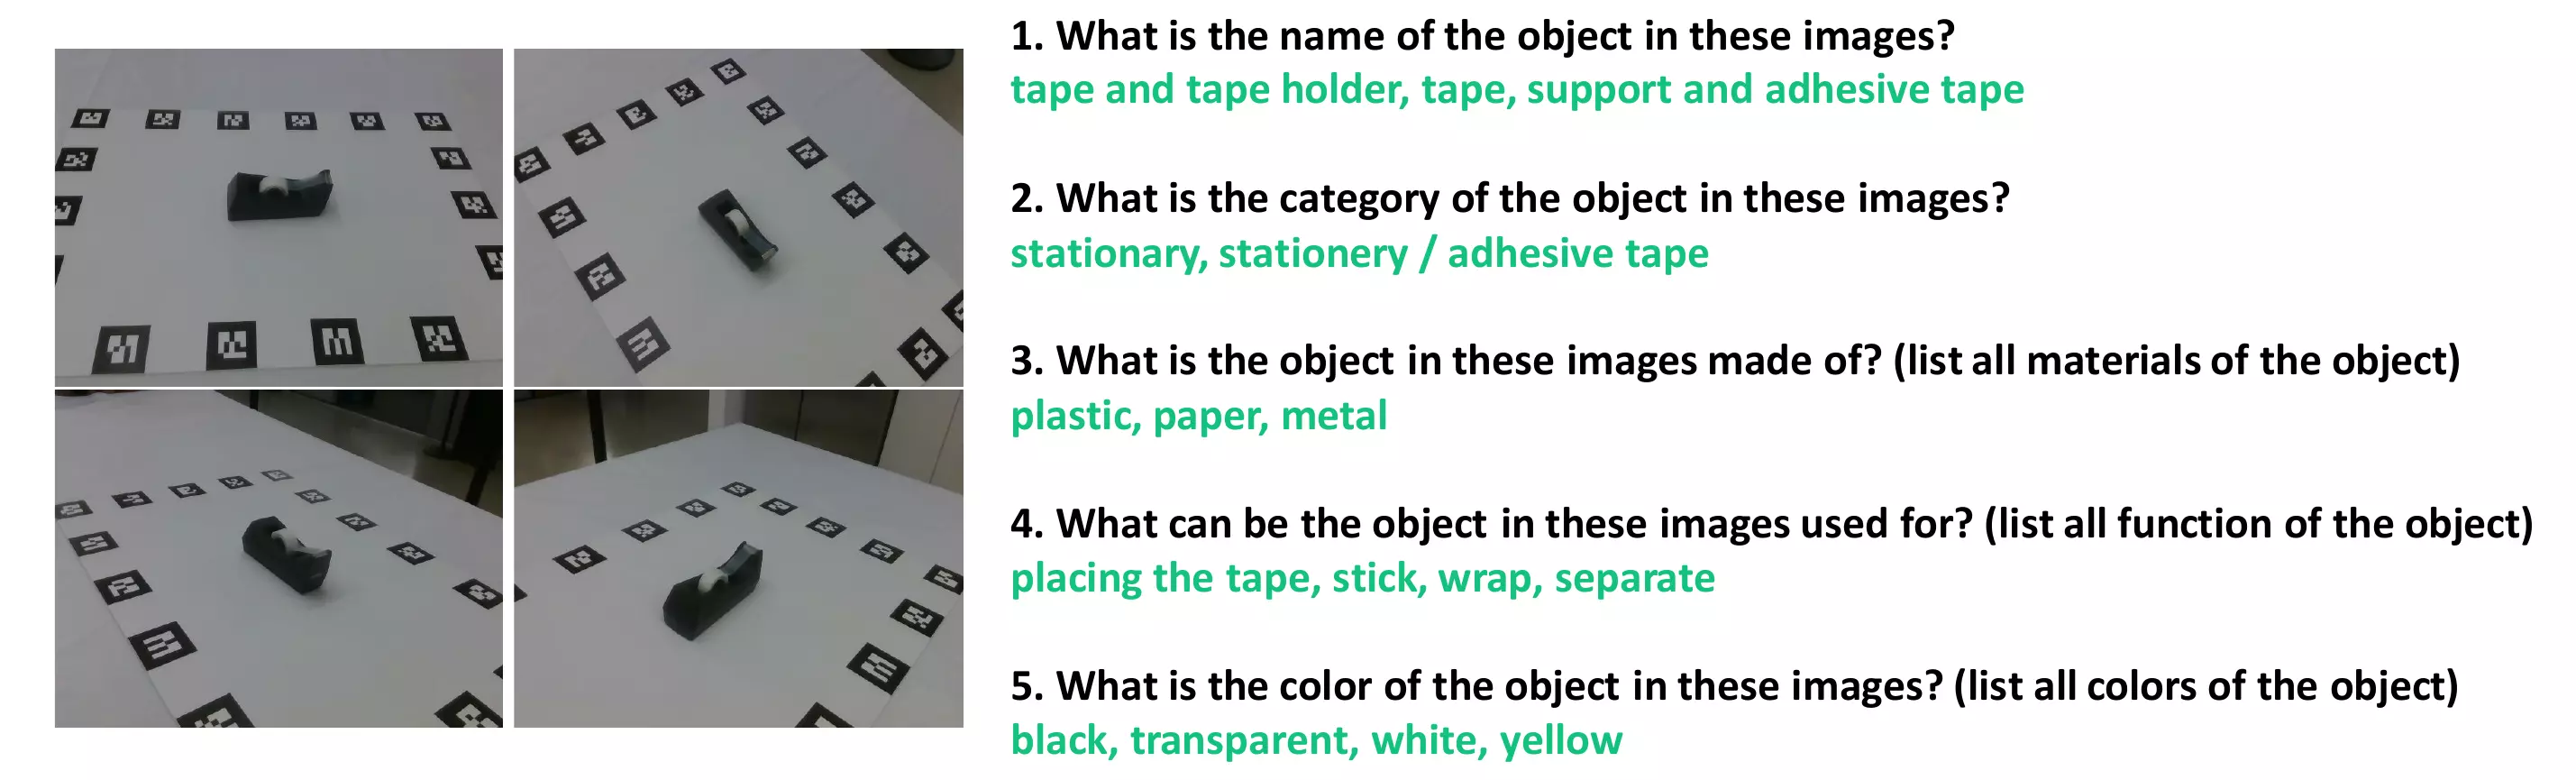 1. What is the name of the object in these images?
tape and tape holder, tape, support and adhesive tape
2. What is the category of the object in these images?
stationary, stationery / adhesive tape
3. What is the object in these images made of? (list all materials of the object)
plastic, paper, metal
4. What can be the object in these images used for? (list all function of the object)
placing the tape, stick, wrap, separate
5. What is the color of the object in these images? (list all colors of the object)
black, transparent, white, yellow